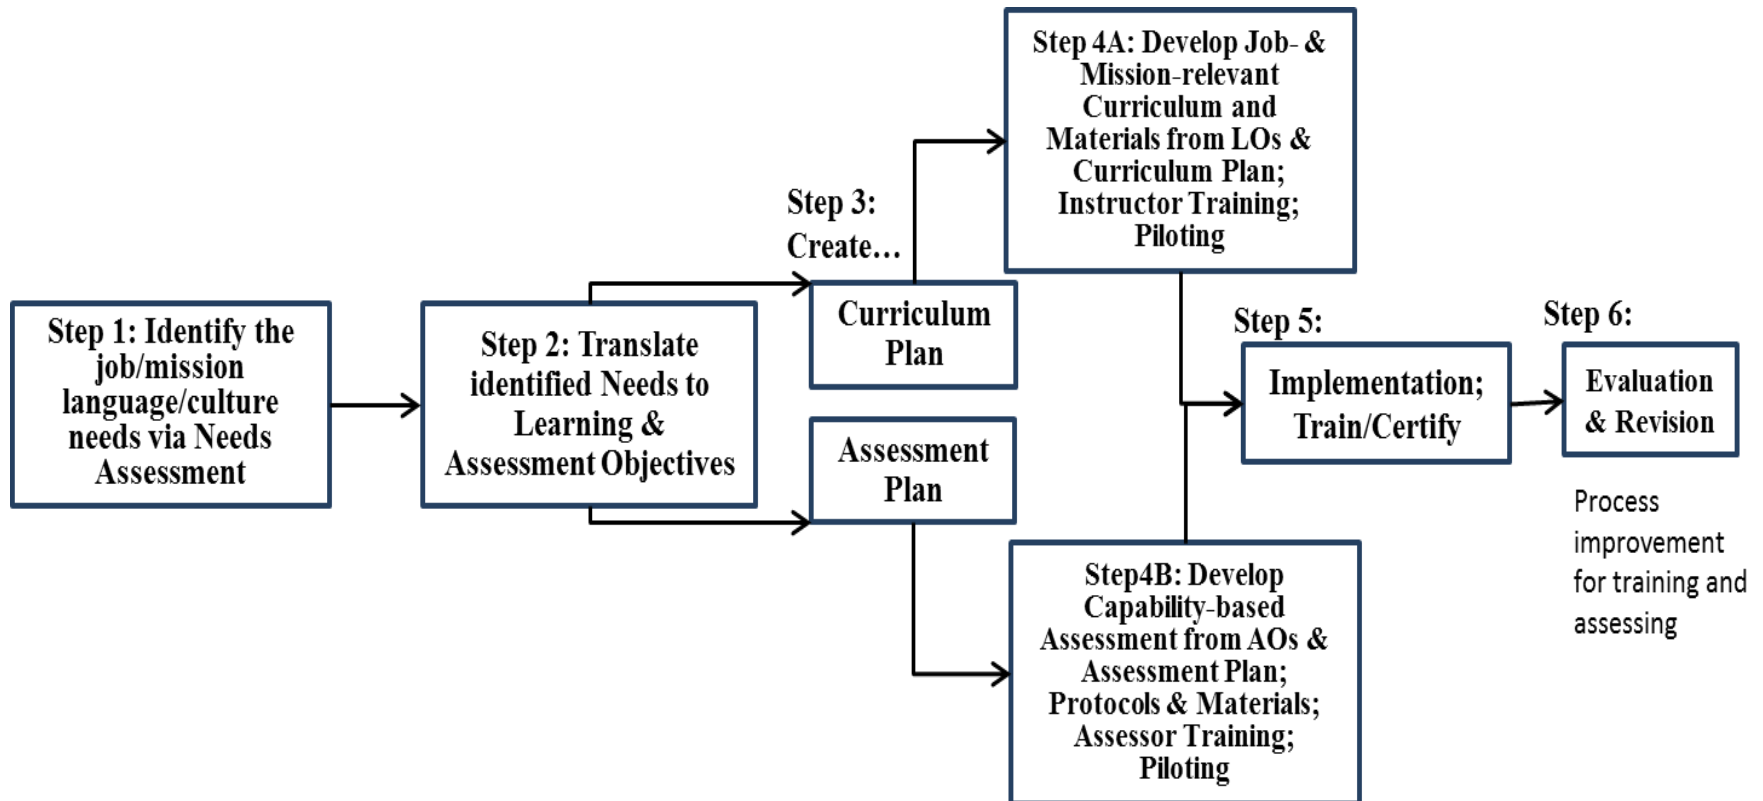 Step 1: Identify the
job/mission
language/culture
needs via Needs
Assessment
Step 2: Translate
identified Needs to
Learning &
Assessment Objectives
Step 3:
Create…
Curriculum
Plan
Assessment
Plan
Step 4A: Develop Job- &
Mission-relevant
Curriculum and
Materials from LOs &
Curriculum Plan;
Instructor Training;
Piloting
Step4B: Develop
Capability-based
Assessment from AOs &
Assessment Plan;
Protocols & Materials;
Assessor Training;
Piloting
Step 5:
Implementation;
Train/Certify
Step 6:
Evaluation
& Revision
Process
improvement
for training and
assessing